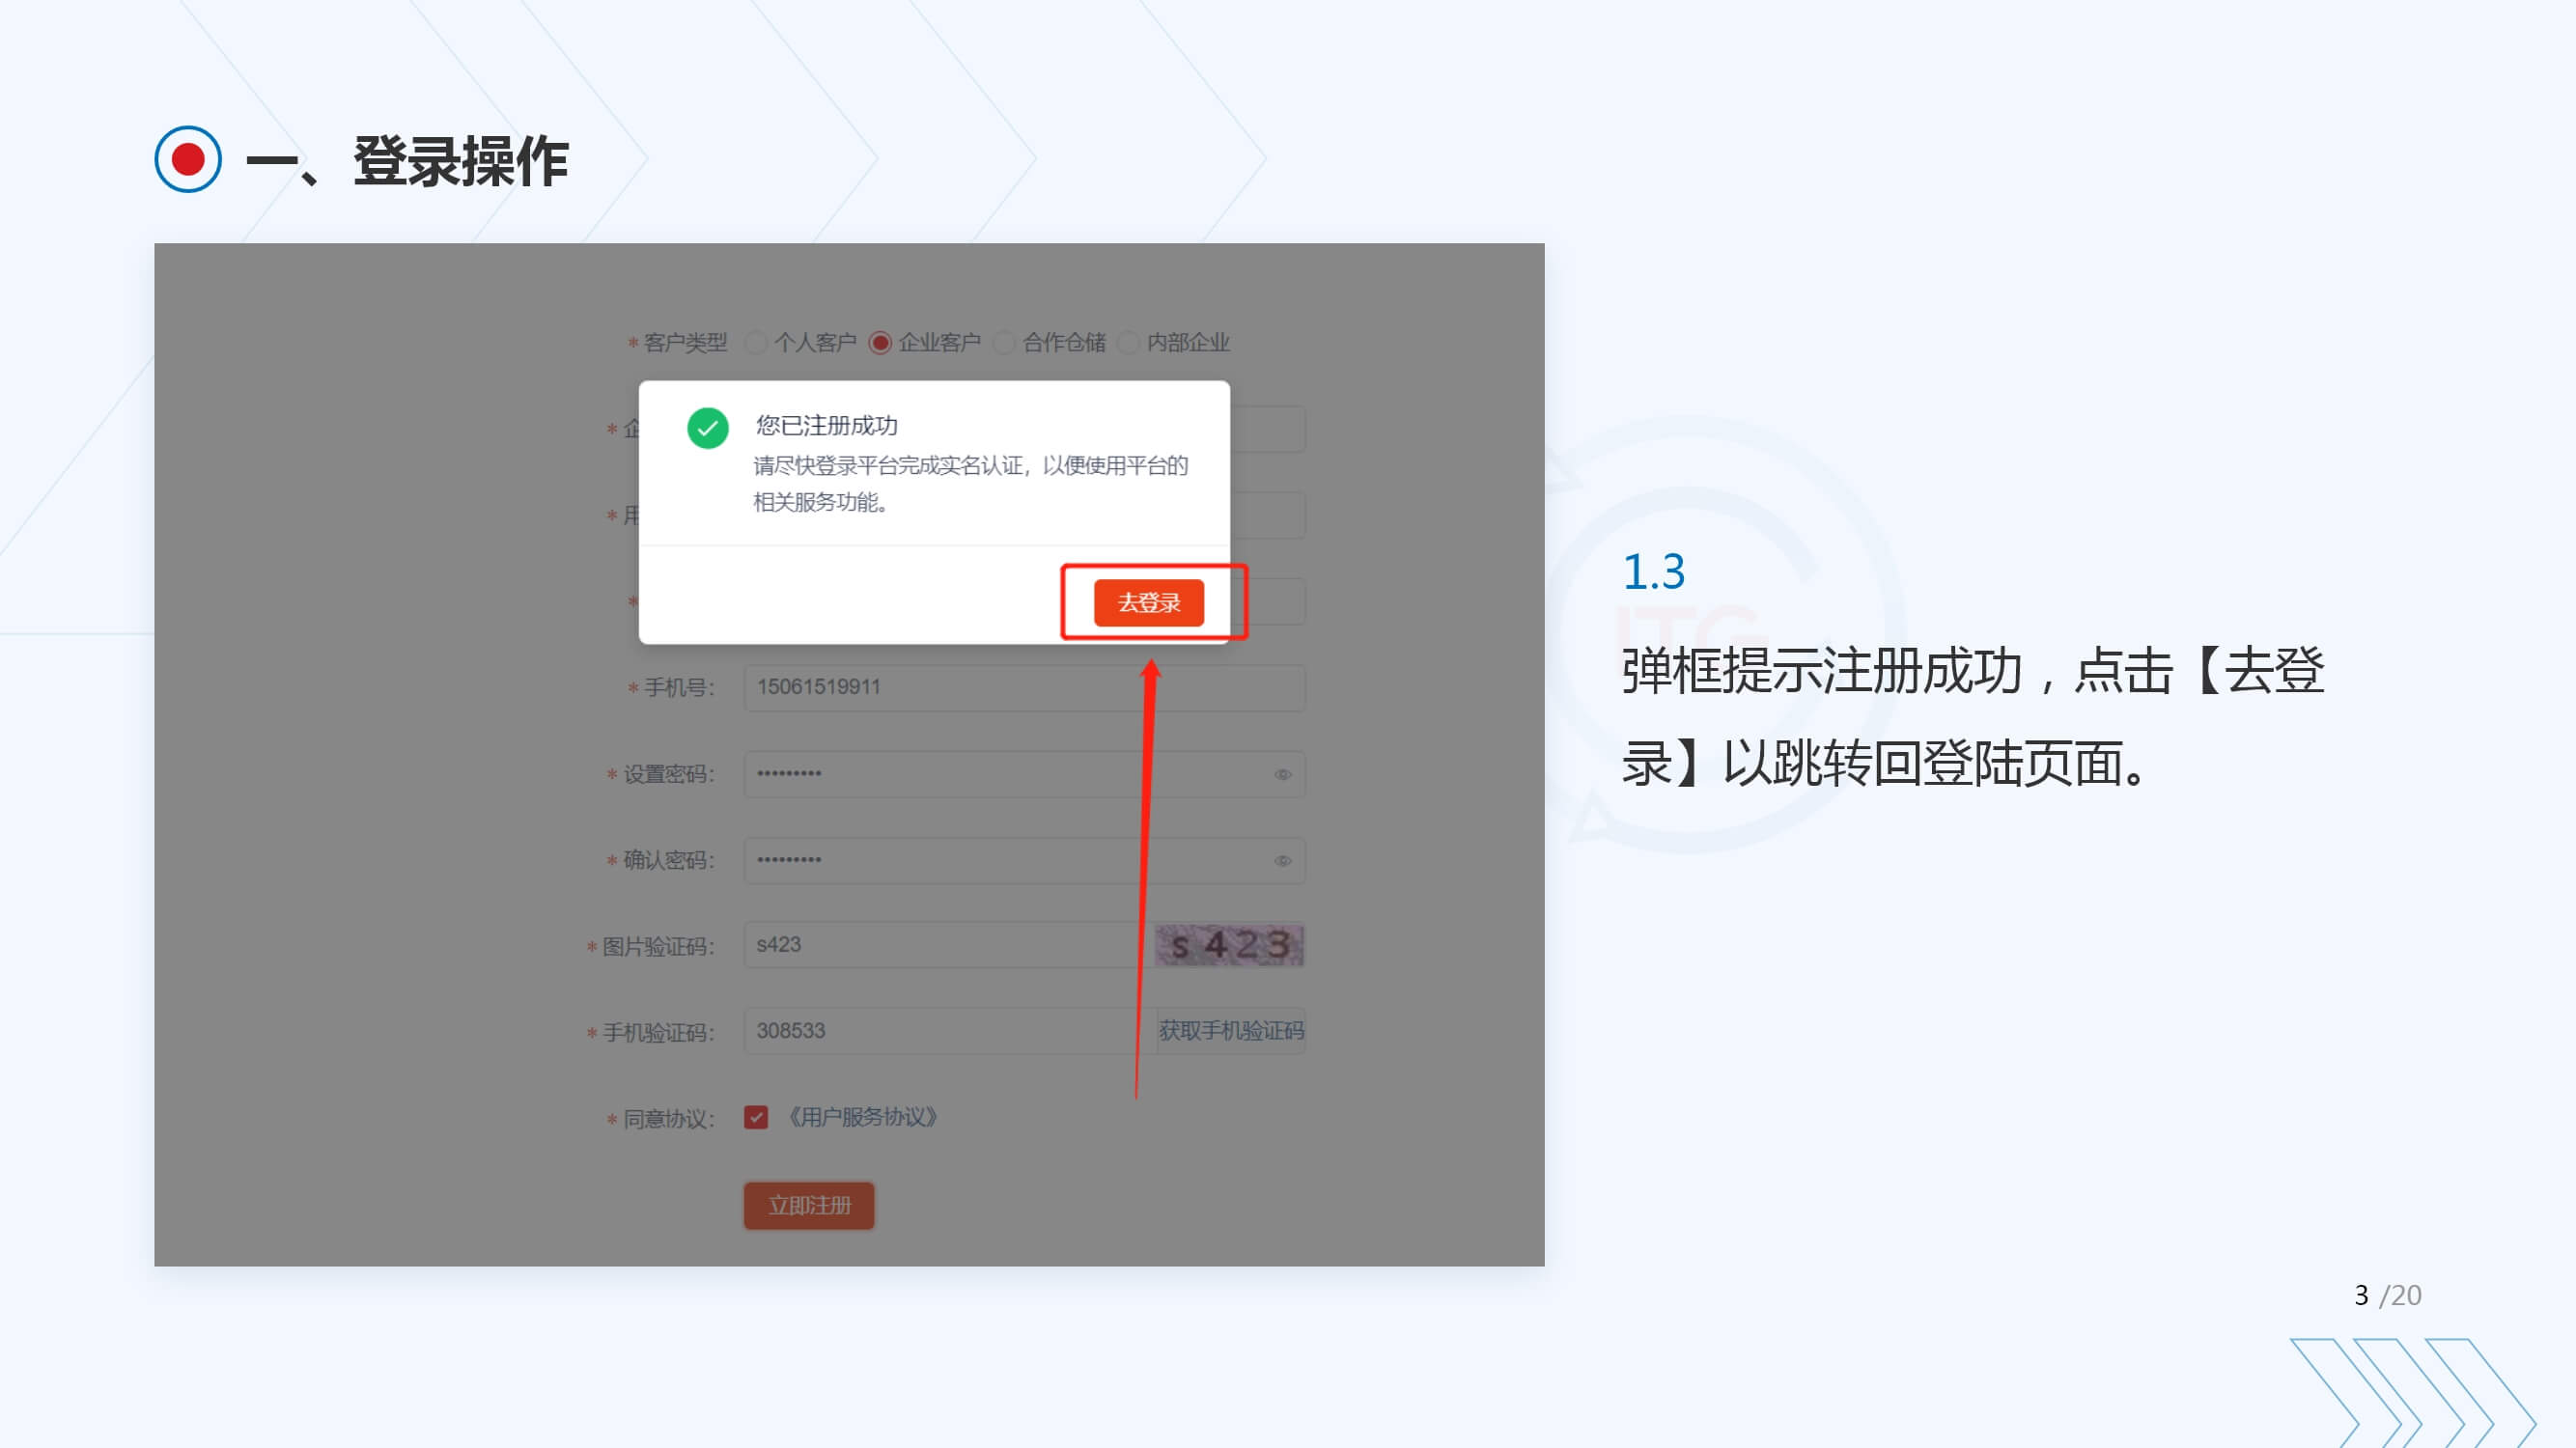 一、登录操作
* 客户类型 个人客户 企业客户 合作仓储 内部企业
* 企
您已注册成功
请尽快登录平台完成实名认证，以便使用平台的
相关服务功能。
* 用
*
去登录
* 手机号： 15061519911
* 设置密码： •••••••••
* 确认密码： •••••••••
* 图片验证码： s423 s423
* 手机验证码： 308533 获取手机验证码
* 同意协议： 《用户服务协议》
立即注册
1.3
ITG
弹框提示注册成功，点击【去登
录】以跳转回登陆页面。
3 /20